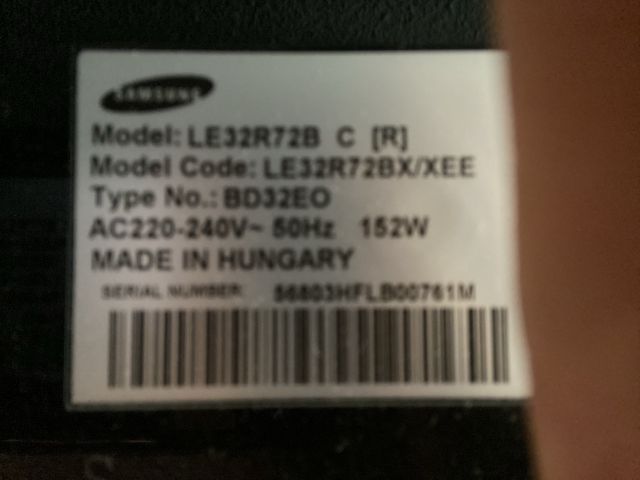 SAMSUNG
Model: LE32R72B C [R]
Model Code: LE32R72BX/XEE
Type No.: BD32EO
AC220-240V~ 50Hz 152W
MADE IN HUNGARY
SERIAL NUMBER: 56803HFLB00761M